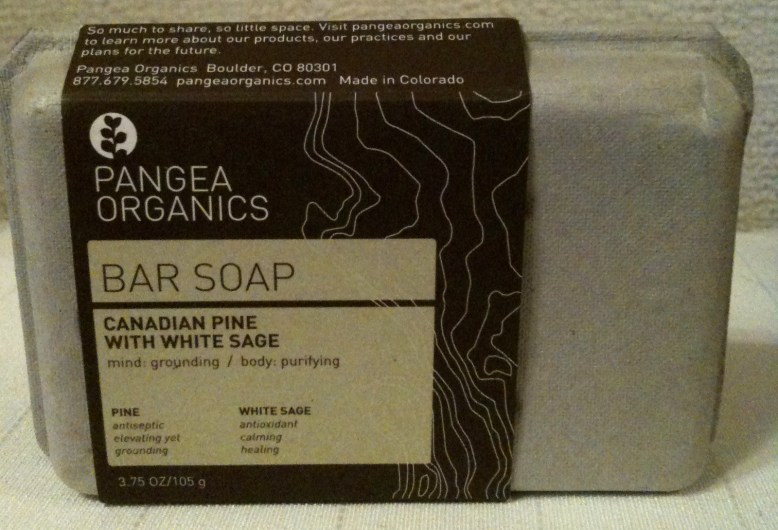 So much to share, so little space. Visit pangeaorganics.com
to learn more about our products, our practices and our
plans for the future.
Pangea Organics Boulder, CO 80301
877.679.5854 pangeaorganics.com Made in Colorado
PANGEA
ORGANICS
BAR SOAP
CANADIAN PINE
WITH WHITE SAGE
mind: grounding / body: purifying
PINE
antiseptic
elevating yet
grounding
WHITE SAGE
antioxidant
calming
healing
3.75 OZ/105 g